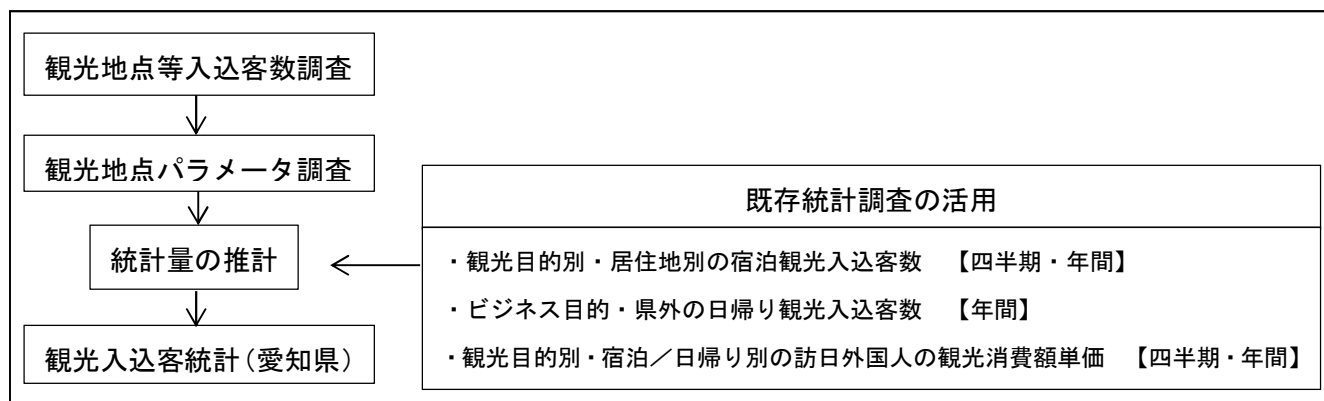 観光地点等入込客数調査
観光地点パラメータ調査
統計量の推計
観光入込客統計(愛知県)
既存統計調査の活用
・観光目的別・居住地別の宿泊観光入込客数 【四半期・年間】
・ビジネス目的・県外の日帰り観光入込客数 【年間】
・観光目的別・宿泊／日帰り別の訪日外国人の観光消費額単価 【四半期・年間】